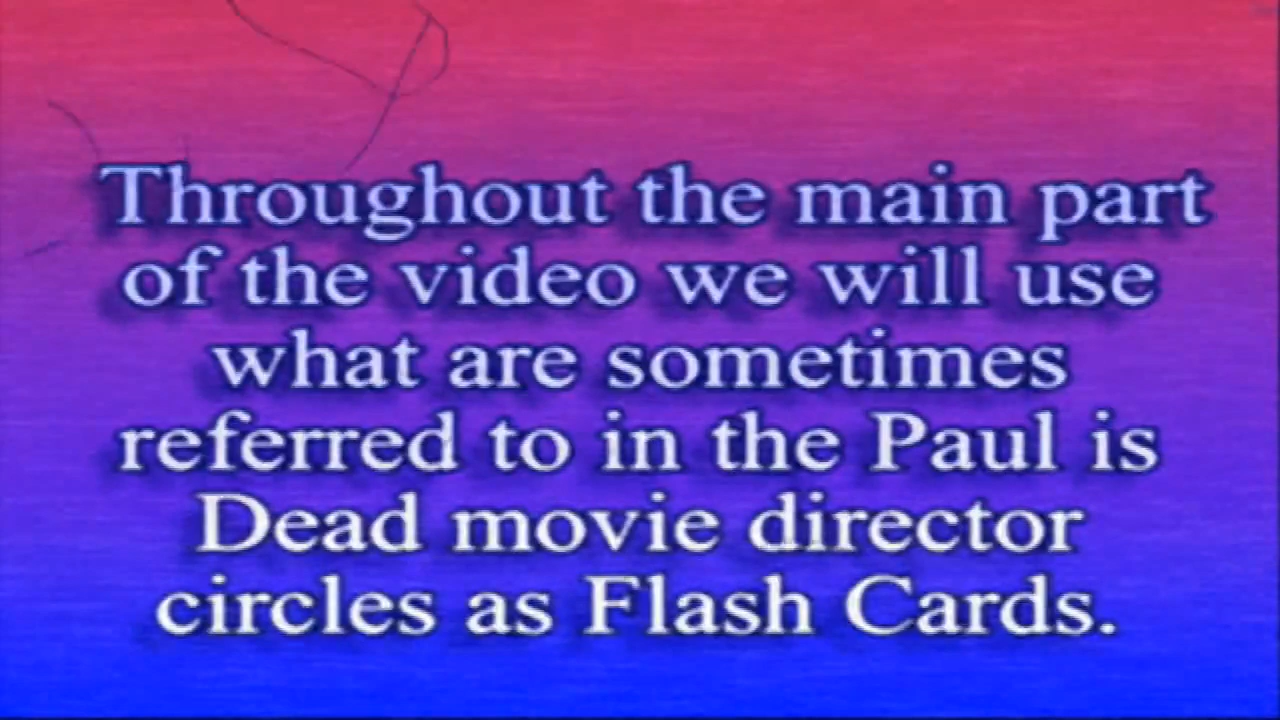 Throughout the main part
of the video we will use
what are sometimes
referred to in the Paul is
Dead movie director
circles as Flash Cards.